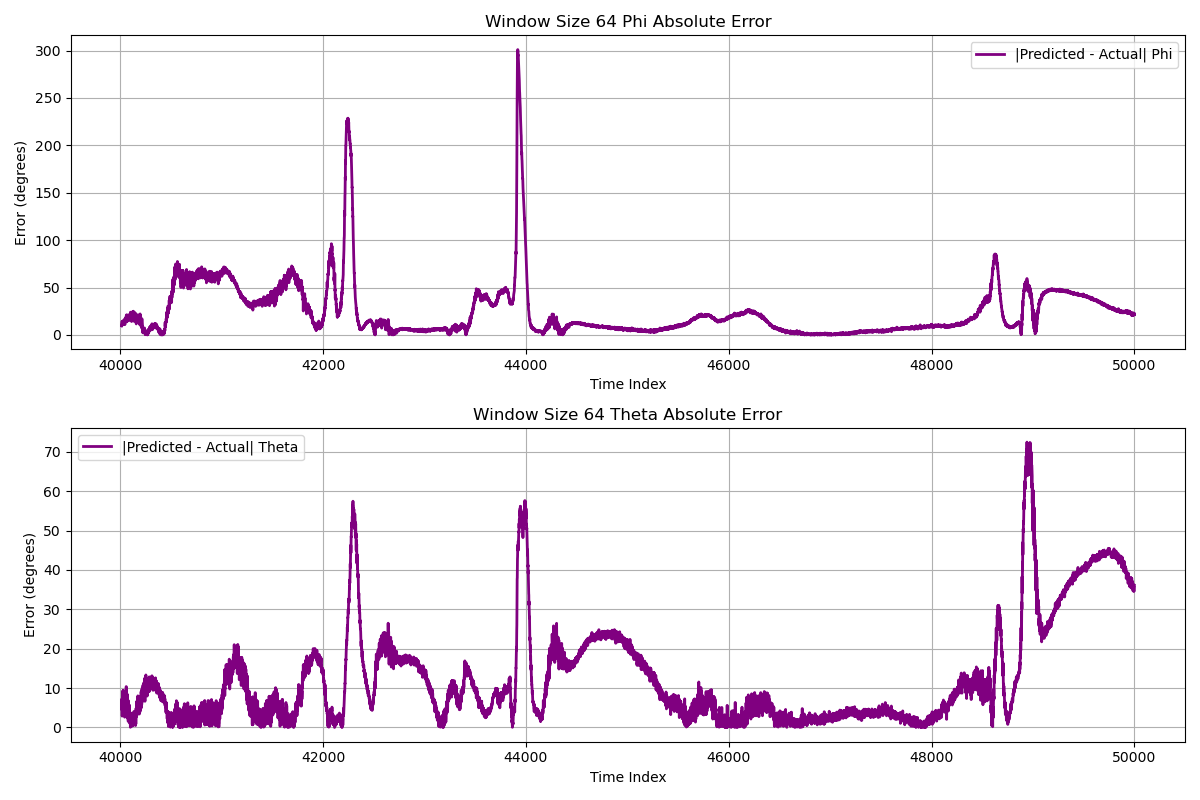 Window Size 64 Phi Absolute Error
|Predicted - Actual| Phi
Error (degrees)
300
250
200
150
100
50
0
40000 42000 44000 46000 48000 50000
Time Index
Window Size 64 Theta Absolute Error
|Predicted - Actual| Theta
Error (degrees)
70
60
50
40
30
20
10
0
40000 42000 44000 46000 48000 50000
Time Index